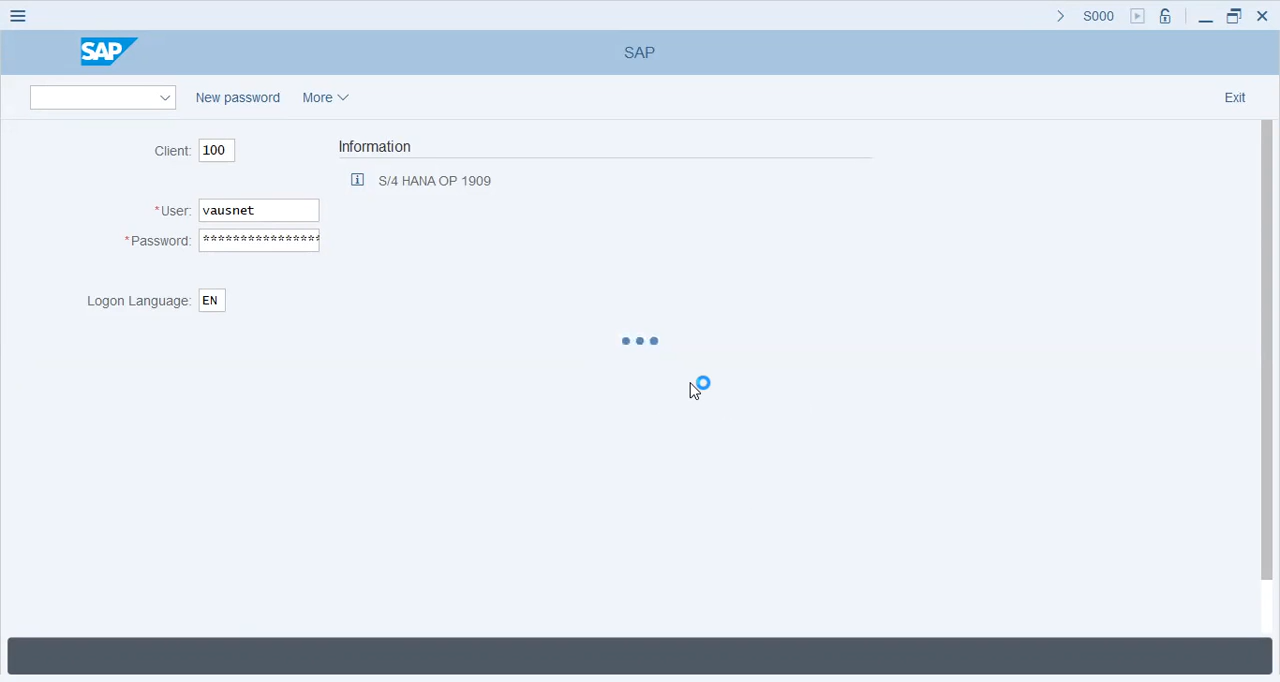 S000
SAP
SAP
New password
More
Exit
Client: 100
Information
S/4 HANA OP 1909
*User: vausnet
*Password: *****************
Logon Language: EN